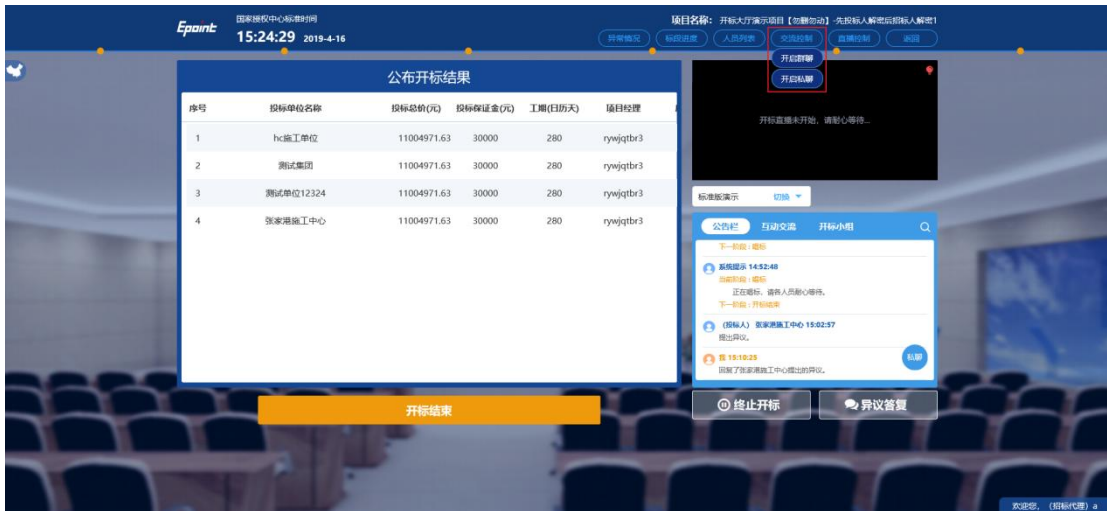 Epoint
国家授权中心标准时间
15:24:29 2019-4-16
项目名称: 开标大厅演示项目【勿删勿动】-先投标人解密后招标人解密1
异常情况 标段进度 人员列表 交流控制 直播控制 返回
开启群聊
开启私聊
公布开标结果
序号 投标单位名称 投标总价(元) 投标保证金(元) 工期(日历天) 项目经理
1 hc施工单位 11004971.63 30000 280 rywjqtbr3
2 测试集团 11004971.63 30000 280 rywjqtbr3
3 测试单位12324 11004971.63 30000 280 rywjqtbr3
4 张家港施工中心 11004971.63 30000 280 rywjqtbr3
开标直播未开始，请耐心等待...
标准版演示 切换
公告栏 互动交流 开标小组
下一阶段：唱标
系统提示 14:52:48
当前阶段：唱标
正在唱标，请各人员耐心等待。
下一阶段：开标结束
(投标人) 张家港施工中心 15:02:57
提出异议。
我 15:10:25
回复了张家港施工中心提出的异议。
私聊
开标结束
终止开标
异议答复
欢迎您，(招标代理) a